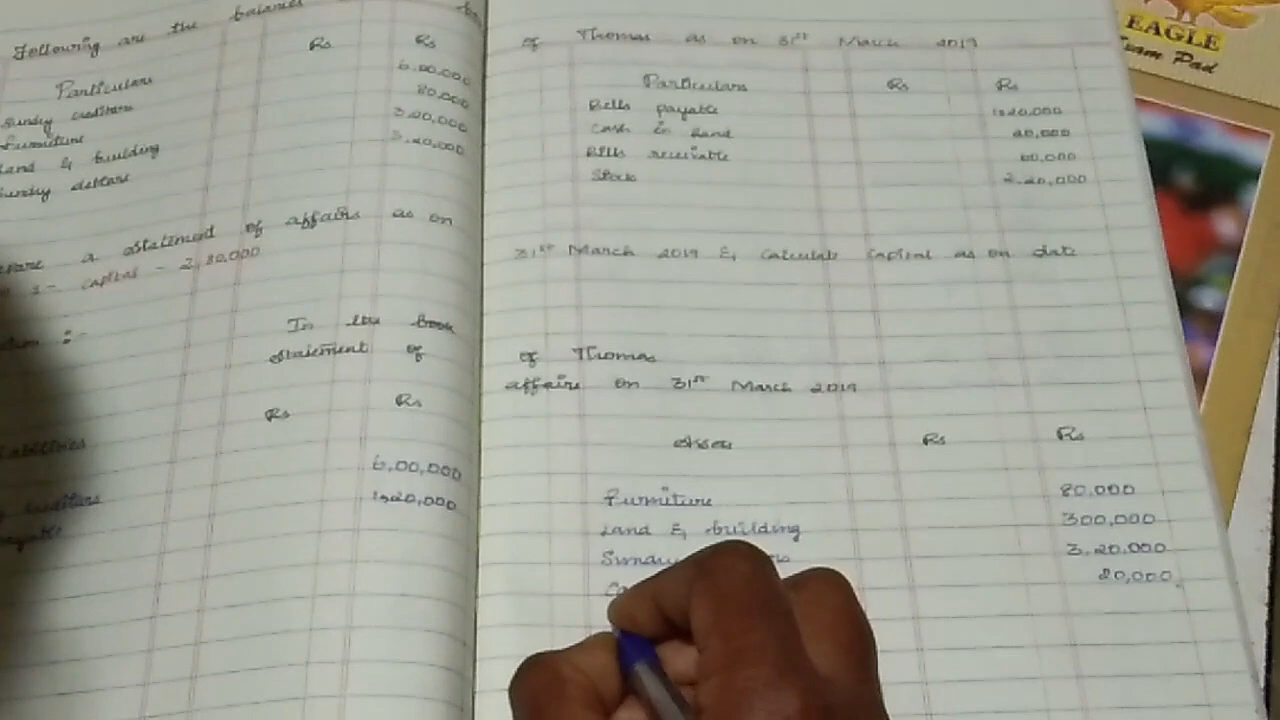 Following are the balances
Rs Rs
Particulars
Sundry creditors 6,00,000
Furniture 80,000
Land & building 3,20,000
Sundry debtors 3,20,000
a statement of affairs as on
capital - 2,80,000
:-
In the book
statement of
Rs Rs
6,00,000
1,20,000
of Thomas as on 31st March 2019
Particulars Rs Rs
Bills payable 1,20,000
Cash in hand 20,000
Bills receivable 60,000
Stock 2,20,000
31st March 2019 & calculate capital as on date
of Thomas
affairs on 31st March 2019
Rs Rs
Furniture 80.000
Land & building 300,000
3,20,000
20,000
EAGLE
Team Pad